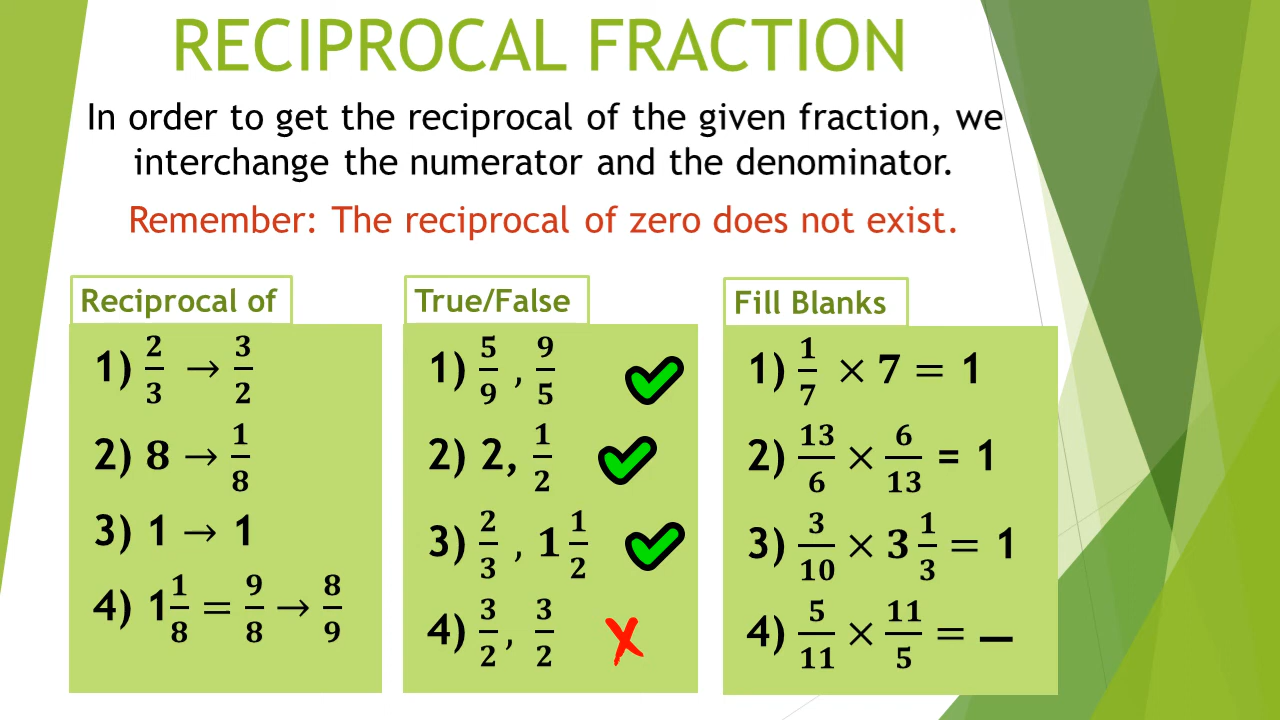 RECIPROCAL FRACTION
In order to get the reciprocal of the given fraction, we
interchange the numerator and the denominator.
Remember: The reciprocal of zero does not exist.
Reciprocal of
1) 2/3 → 3/2
2) 8 → 1/8
3) 1 → 1
4) 1 1/8 = 9/8 → 8/9
True/False
1) 5/9 , 9/5
2) 2, 1/2
3) 2/3 , 1 1/2
4) 3/2 , 3/2
Fill Blanks
1) 1/7 × 7 = 1
2) 13/6 × 6/13 = 1
3) 3/10 × 3 1/3 = 1
4) 5/11 × 11/5 = _